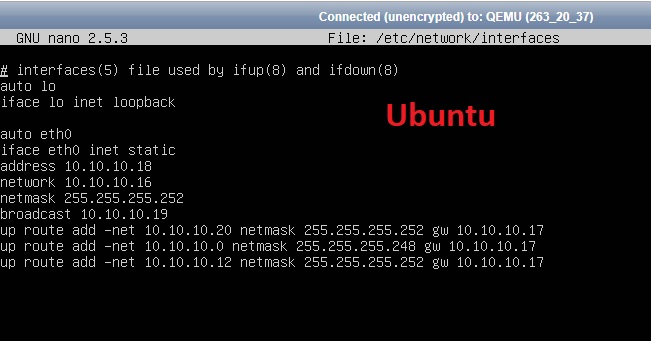 Connected (unencrypted) to: QEMU (263_20_37)
GNU nano 2.5.3 File: /etc/network/interfaces
# interfaces(5) file used by ifup(8) and ifdown(8)
auto lo
iface lo inet loopback
Ubuntu
auto eth0
iface eth0 inet static
address 10.10.10.18
network 10.10.10.16
netmask 255.255.255.252
broadcast 10.10.10.19
up route add -net 10.10.10.20 netmask 255.255.255.252 gw 10.10.10.17
up route add -net 10.10.10.0 netmask 255.255.255.248 gw 10.10.10.17
up route add -net 10.10.10.12 netmask 255.255.255.252 gw 10.10.10.17